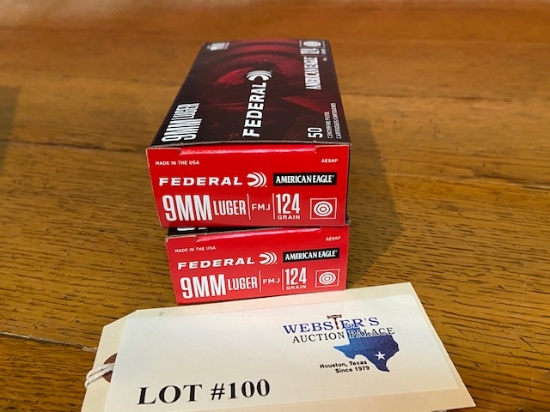 9MM LUGER
FEDERAL
AMERICAN EAGLE
50
MADE IN THE USA
AE9AP
FEDERAL AMERICAN EAGLE
9MM LUGER FMJ 124 GRAIN
MADE IN THE USA
AE9AP
FEDERAL AMERICAN EAGLE
9MM LUGER FMJ 124 GRAIN
WEBSTER'S
AUCTION PALACE
Houston, Texas
Since 1979
LOT #100